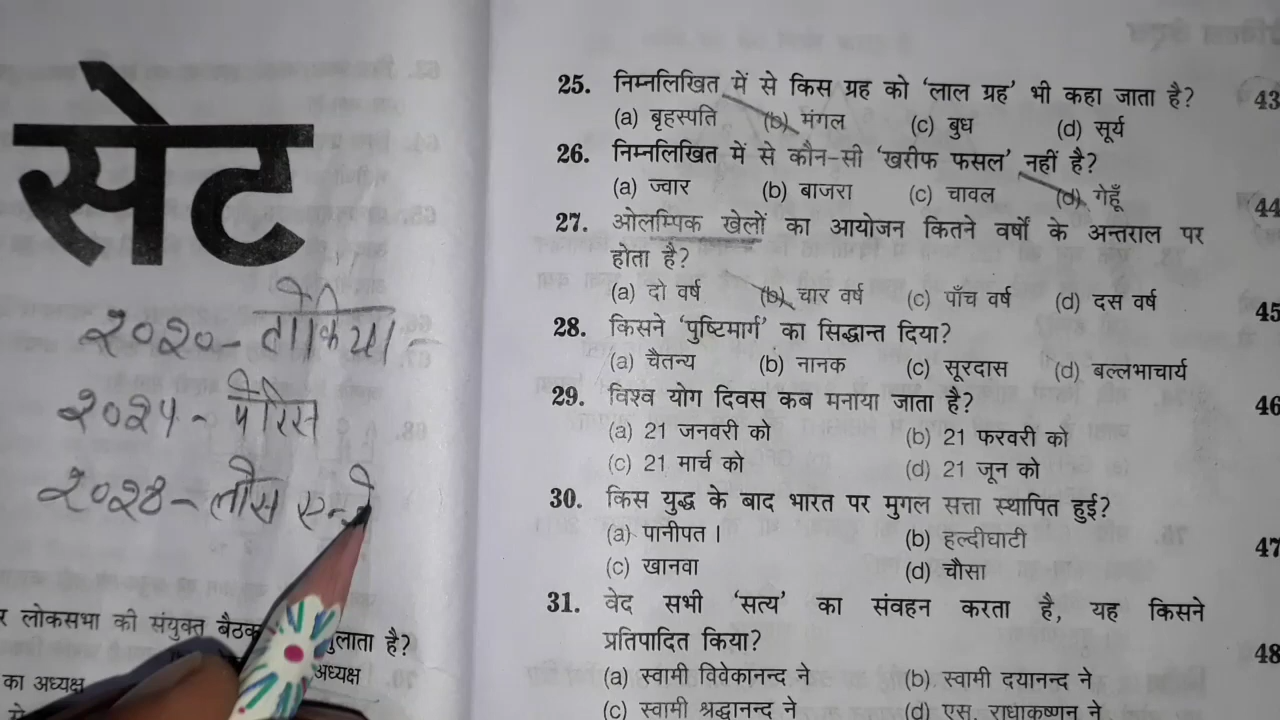 सेट
२०२०- टोकियो -
२०२४- पेरिस
२०२८- लॉस एन्जे
र लोकसभा की संयुक्त बैठक ुलाता है?
का अध्यक्ष अध्यक्ष
25. निम्नलिखित में से किस ग्रह को ‘लाल ग्रह’ भी कहा जाता है?
(a) बृहस्पति (b) मंगल (c) बुध (d) सूर्य
26. निम्नलिखित में से कौन-सी ‘खरीफ फसल’ नहीं है?
(a) ज्वार (b) बाजरा (c) चावल (d) गेहूँ
27. ओलम्पिक खेलों का आयोजन कितने वर्षों के अन्तराल पर
होता है?
(a) दो वर्ष (b) चार वर्ष (c) पाँच वर्ष (d) दस वर्ष
28. किसने ‘पुष्टिमार्ग’ का सिद्धान्त दिया?
(a) चैतन्य (b) नानक (c) सूरदास (d) बल्लभाचार्य
29. विश्व योग दिवस कब मनाया जाता है?
(a) 21 जनवरी को (b) 21 फरवरी को
(c) 21 मार्च को (d) 21 जून को
30. किस युद्ध के बाद भारत पर मुगल सत्ता स्थापित हुई?
(a) पानीपत । (b) हल्दीघाटी
(c) खानवा (d) चौसा
31. वेद सभी ‘सत्य’ का संवहन करता है, यह किसने
प्रतिपादित किया?
(a) स्वामी विवेकानन्द ने (b) स्वामी दयानन्द ने
(c) स्वामी श्रद्धानन्द ने (d) एस. राधाकृष्णन ने
43
44
45
46
47
48